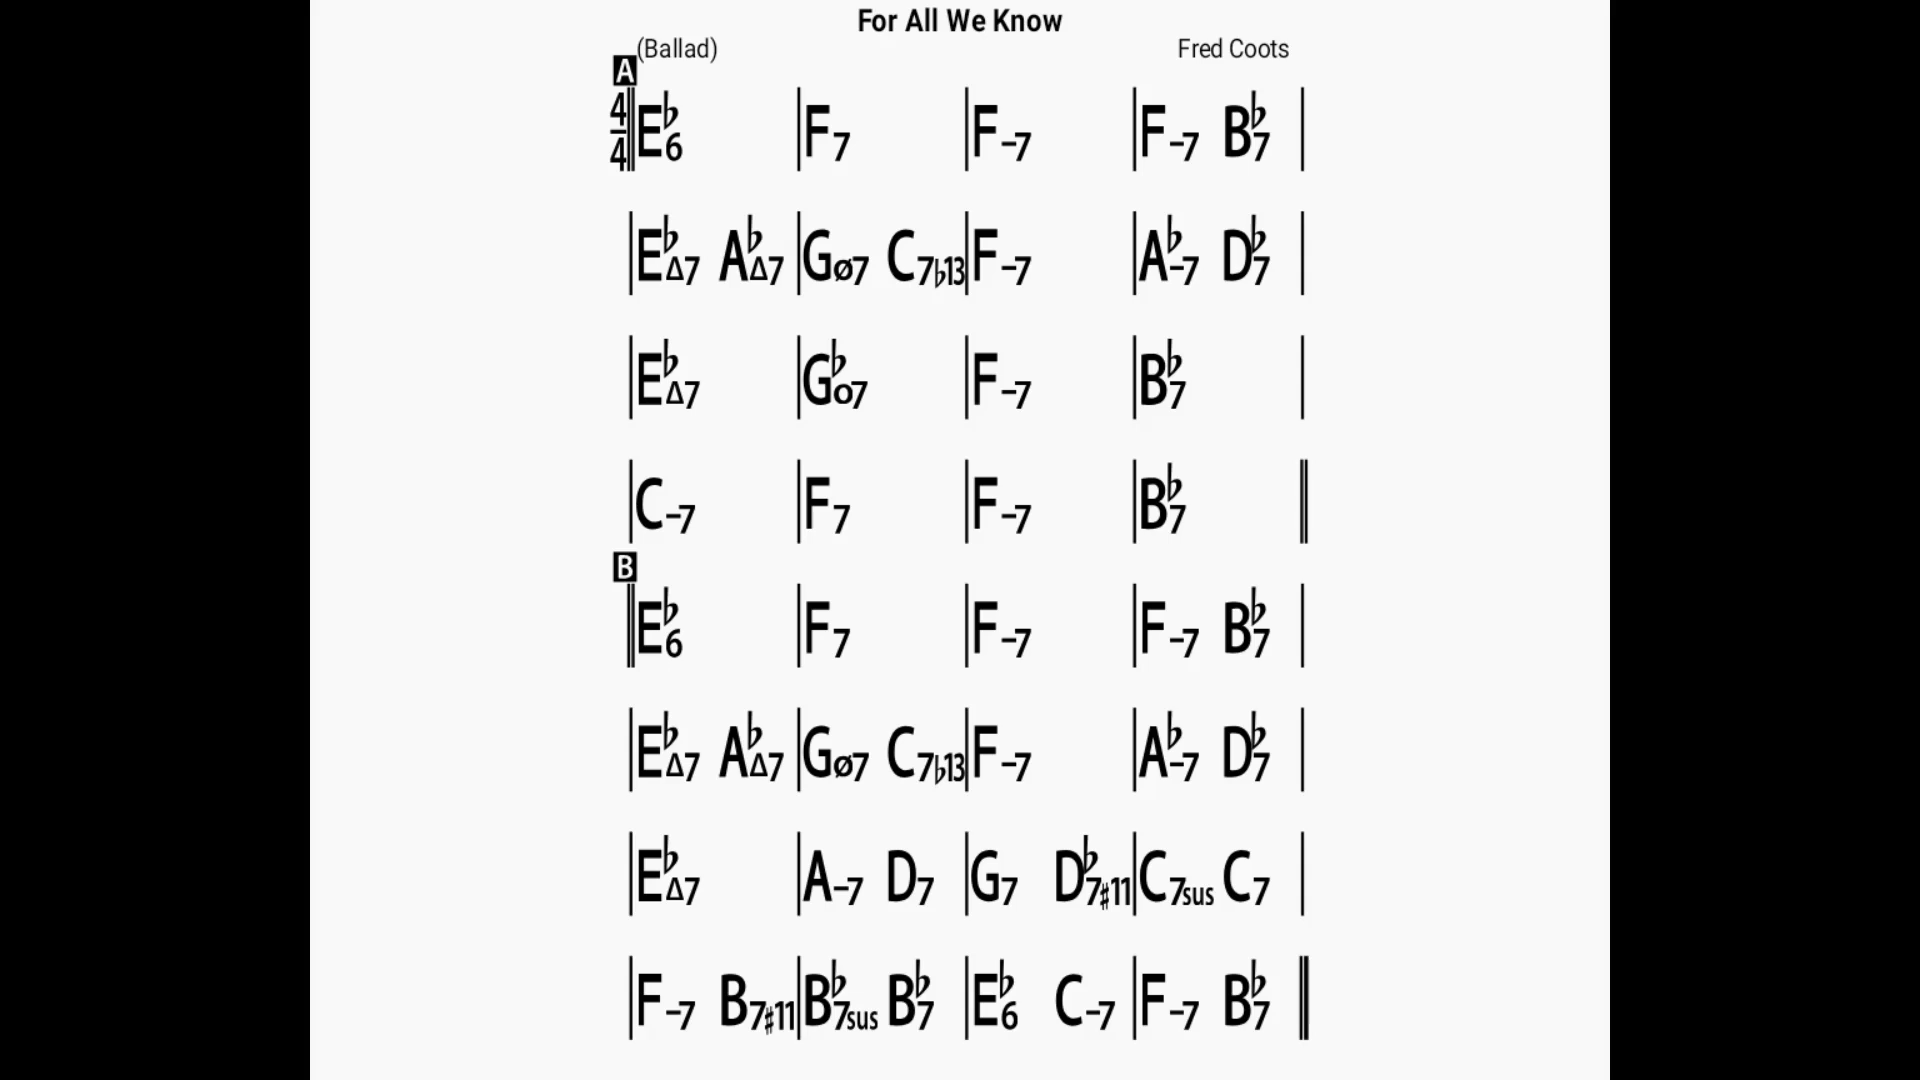 For All We Know
(Ballad) Fred Coots
A
4/4 E♭6 | F7 | F-7 | F-7 B♭7 |
E♭Δ7 A♭Δ7 | Gø7 C7♭13 | F-7 | A♭-7 D♭7 |
E♭Δ7 | G♭o7 | F-7 | B♭7 |
C-7 | F7 | F-7 | B♭7 ||
B
E♭6 | F7 | F-7 | F-7 B♭7 |
E♭Δ7 A♭Δ7 | Gø7 C7♭13 | F-7 | A♭-7 D♭7 |
E♭Δ7 | A-7 D7 | G7 D♭7♯11 | C7sus C7 |
F-7 B7♯11 | B♭7sus B♭7 | E♭6 C-7 | F-7 B♭7 ||